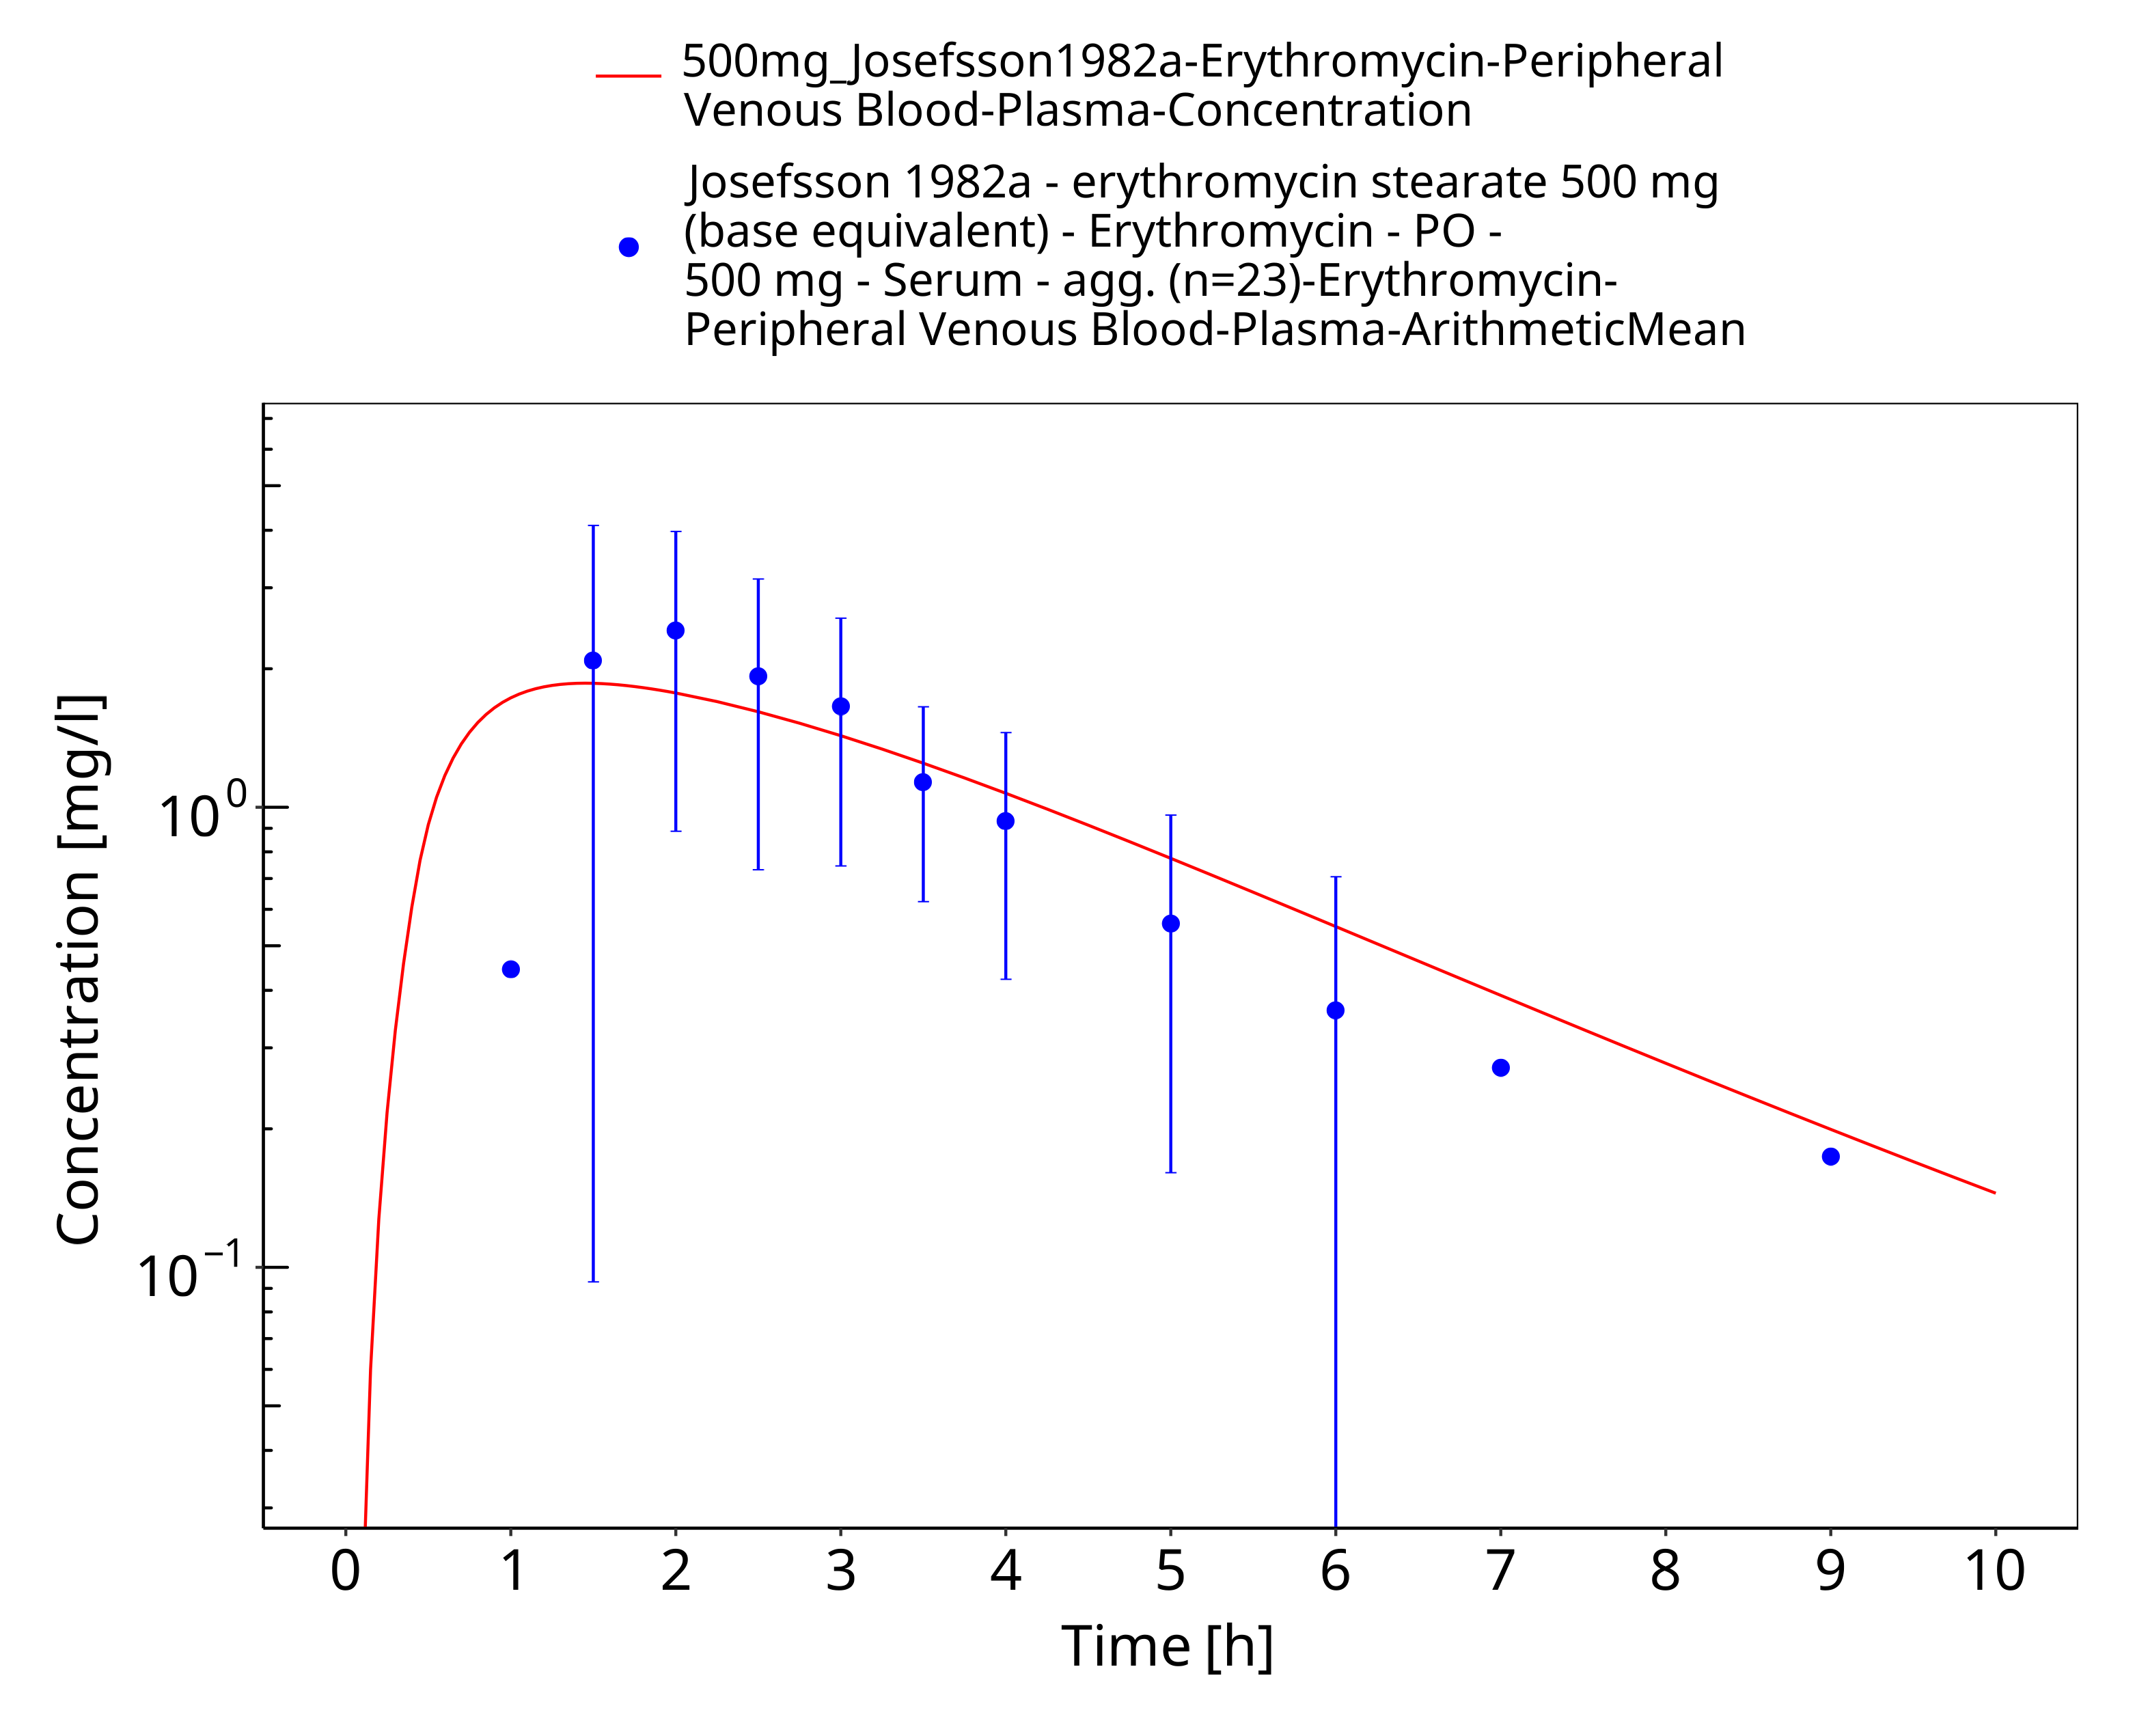 500mg_Josefsson1982a-Erythromycin-Peripheral
Venous Blood-Plasma-Concentration
Josefsson 1982a - erythromycin stearate 500 mg
(base equivalent) - Erythromycin - PO -
500 mg - Serum - agg. (n=23)-Erythromycin-
Peripheral Venous Blood-Plasma-ArithmeticMean
Concentration [mg/l]
10⁰
10⁻¹
0 1 2 3 4 5 6 7 8 9 10
Time [h]